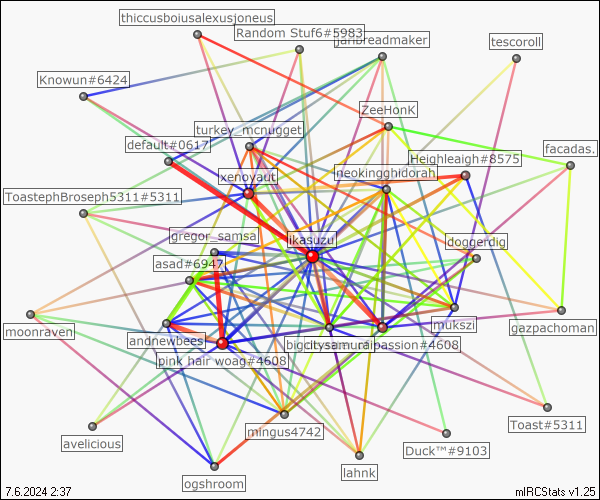 thiccusboiusalexusjoneus
Random Stuf6#5983
janbreadmaker
tescoroll
Knowun#6424
ZeeHonK
turkey_mcnugget
default#0617
facadas.
Heighleaigh#8575
xenoyaut
neokingghidorah
ToastephBroseph5311#5311
gregor_samsa
ikasuzu
doggerdig
asad#6947
moonraven
mukszi
gazpachoman
andnewbees
passion#4608
pink hair woag#4608
Toast#5311
mingus4742
avelicious
Duck™#9103
lahnk
ogshroom
7.6.2024 2:37
mIRCStats v1.25